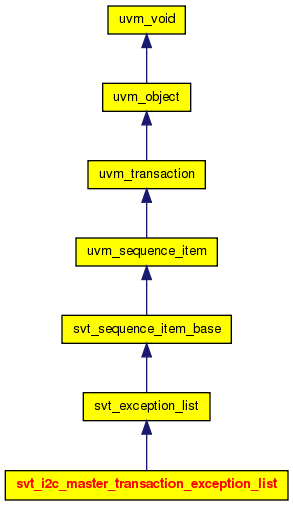 uvm_void
uvm_object
uvm_transaction
uvm_sequence_item
svt_sequence_item_base
svt_exception_list
svt_i2c_master_transaction_exception_list